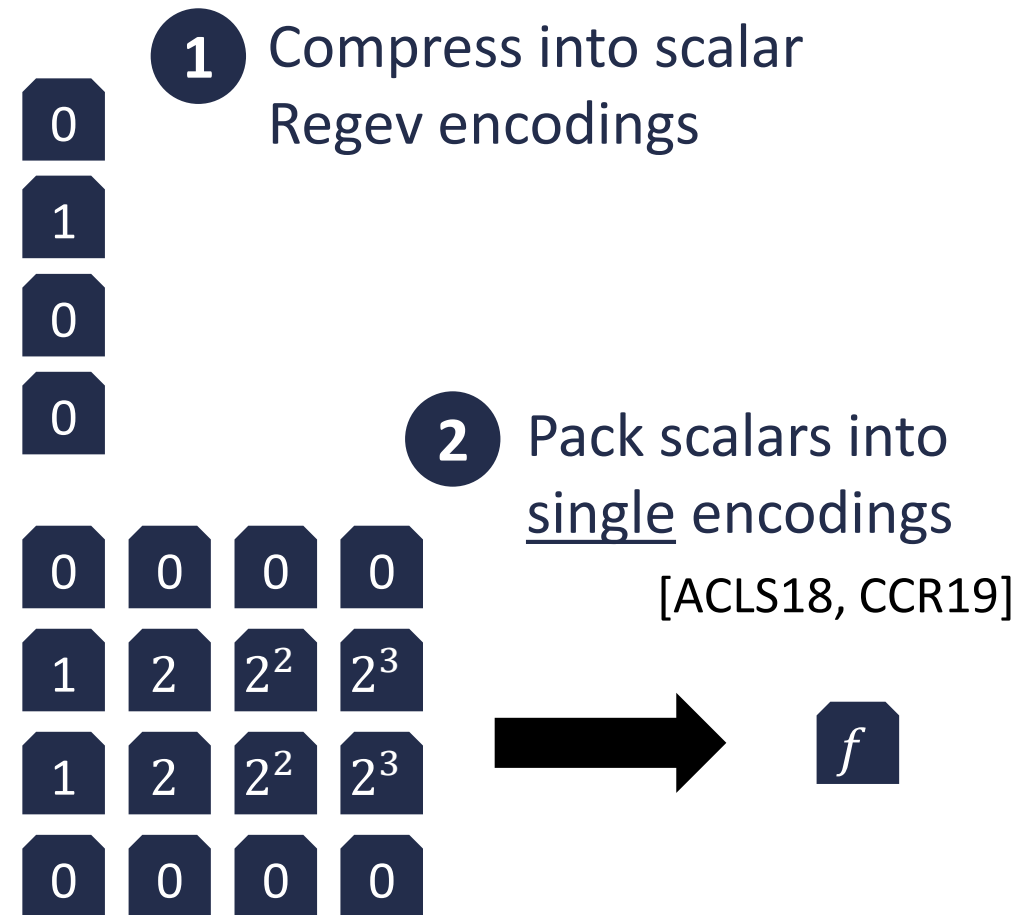 1 Compress into scalar
Regev encodings
0
1
0
0
2 Pack scalars into
single encodings
[ACLS18, CCR19]
0 0 0 0
1 2 2² 2³
1 2 2² 2³
0 0 0 0
f